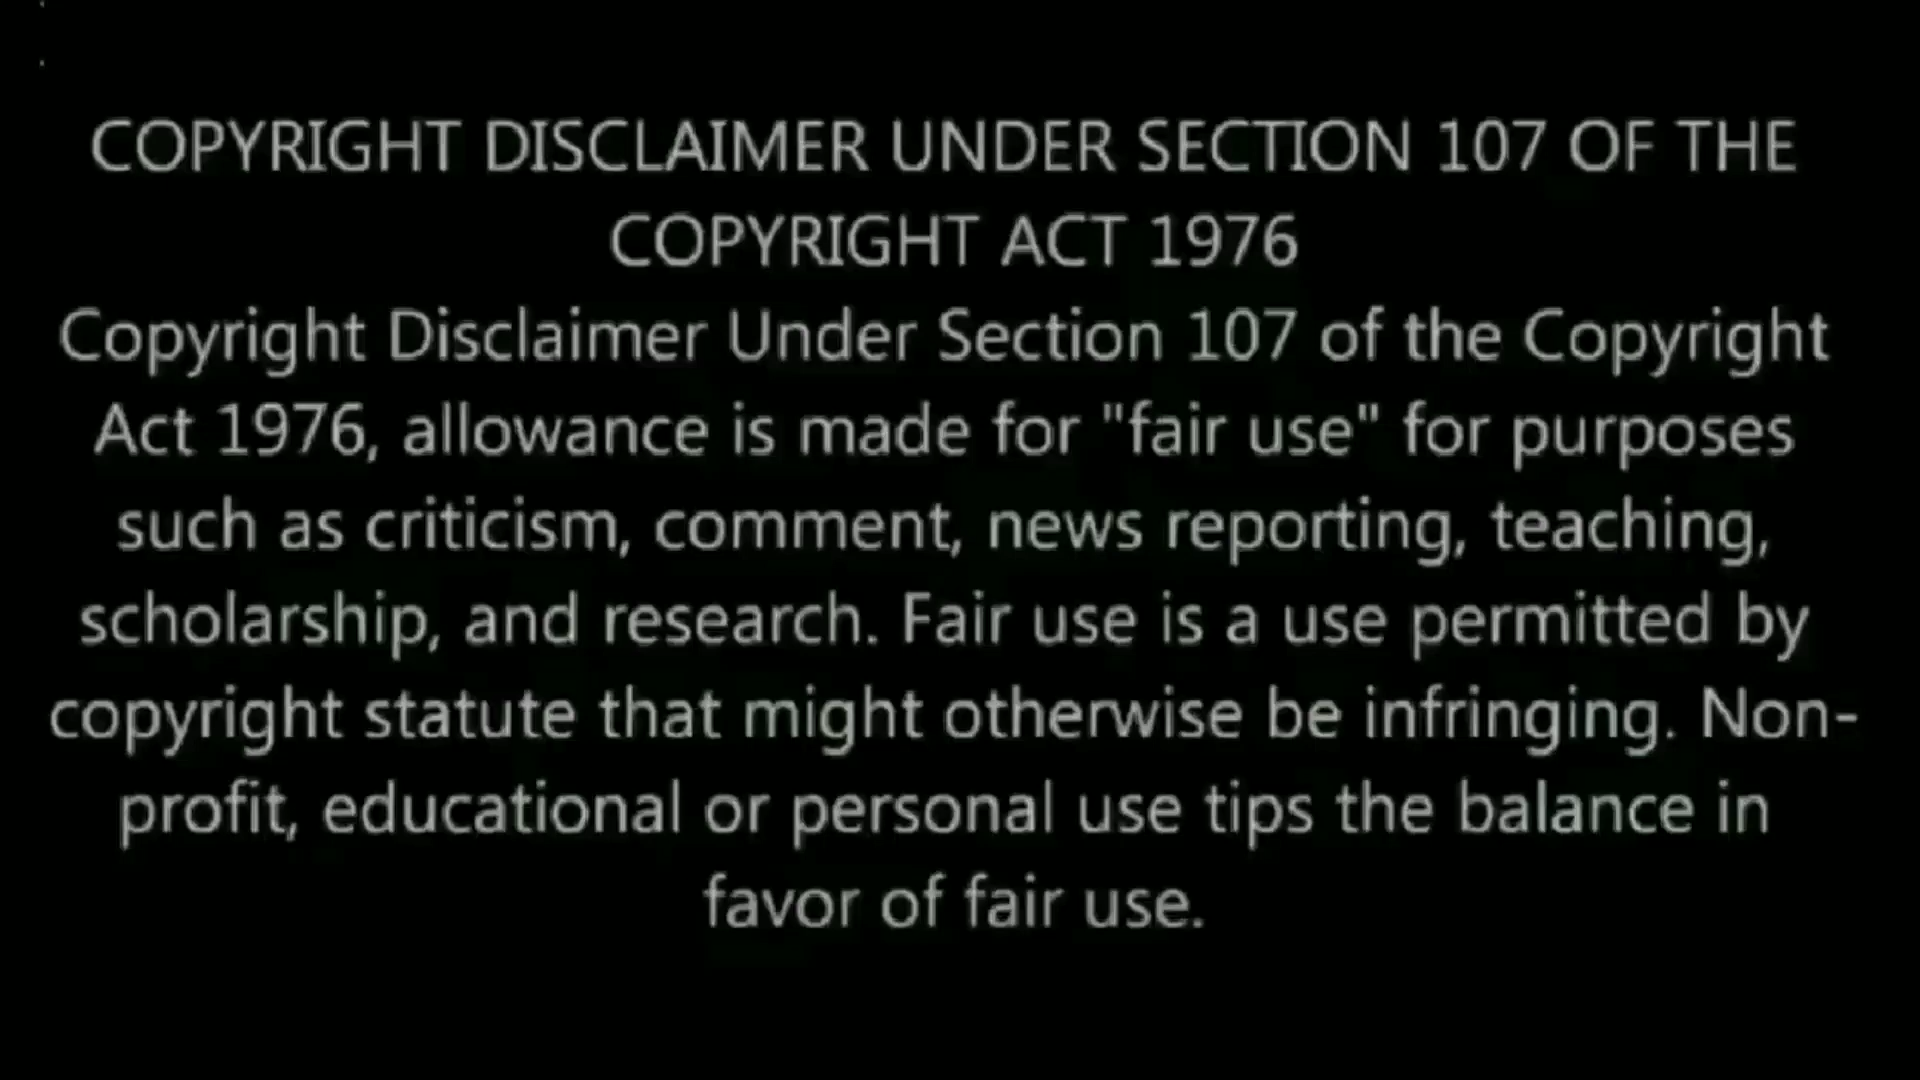 COPYRIGHT DISCLAIMER UNDER SECTION 107 OF THE
COPYRIGHT ACT 1976
Copyright Disclaimer Under Section 107 of the Copyright
Act 1976, allowance is made for "fair use" for purposes
such as criticism, comment, news reporting, teaching,
scholarship, and research. Fair use is a use permitted by
copyright statute that might otherwise be infringing. Non-
profit, educational or personal use tips the balance in
favor of fair use.